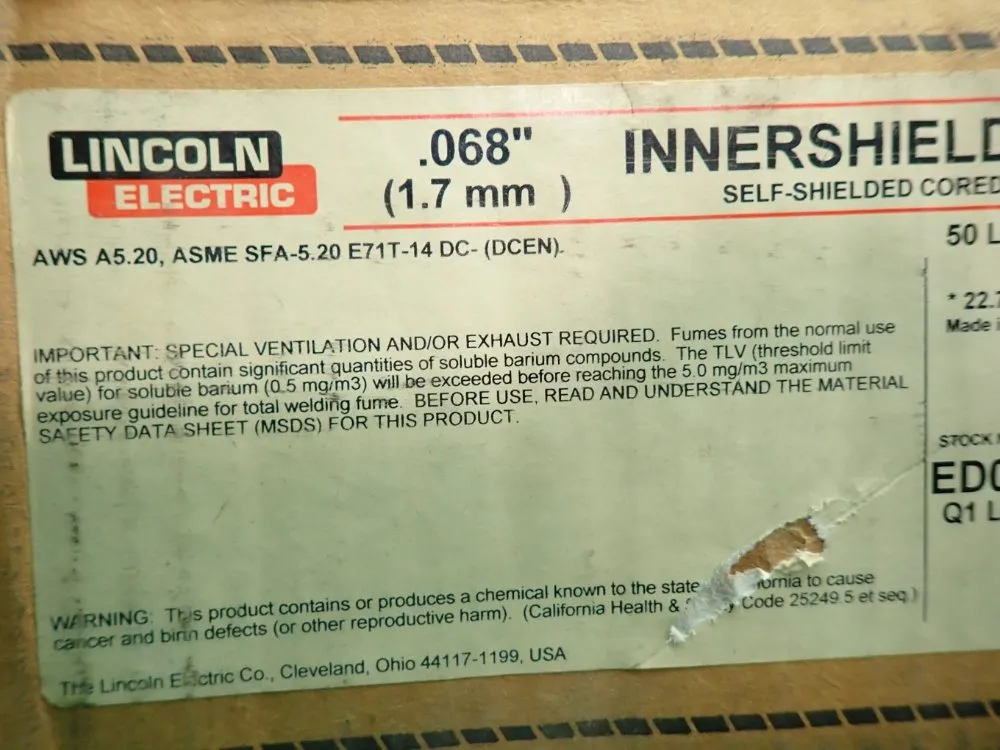 LINCOLN
ELECTRIC
.068"
(1.7 mm )
INNERSHIELD
SELF-SHIELDED CORED
AWS A5.20, ASME SFA-5.20 E71T-14 DC- (DCEN).
50 L
* 22.7
Made i
IMPORTANT: SPECIAL VENTILATION AND/OR EXHAUST REQUIRED. Fumes from the normal use
of this product contain significant quantities of soluble barium compounds. The TLV (threshold limit
value) for soluble barium (0.5 mg/m3) will be exceeded before reaching the 5.0 mg/m3 maximum
exposure guideline for total welding fume. BEFORE USE, READ AND UNDERSTAND THE MATERIAL
SAFETY DATA SHEET (MSDS) FOR THIS PRODUCT.
STOCK
ED0
Q1 L
WARNING: This product contains or produces a chemical known to the state ornia to cause
cancer and birth defects (or other reproductive harm). (California Health & y Code 25249.5 et seq.)
The Lincoln Electric Co., Cleveland, Ohio 44117-1199, USA